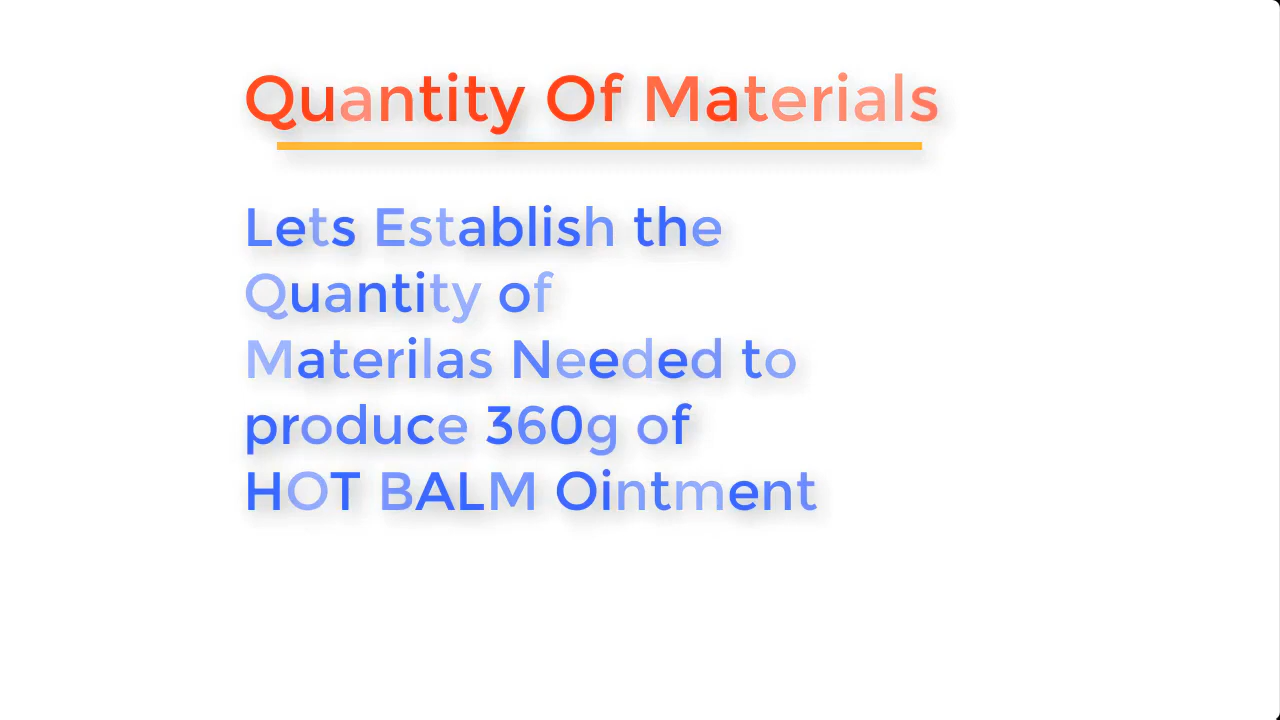 Quantity Of Materials
Lets Establish the
Quantity of
Materilas Needed to
produce 360g of
HOT BALM Ointment